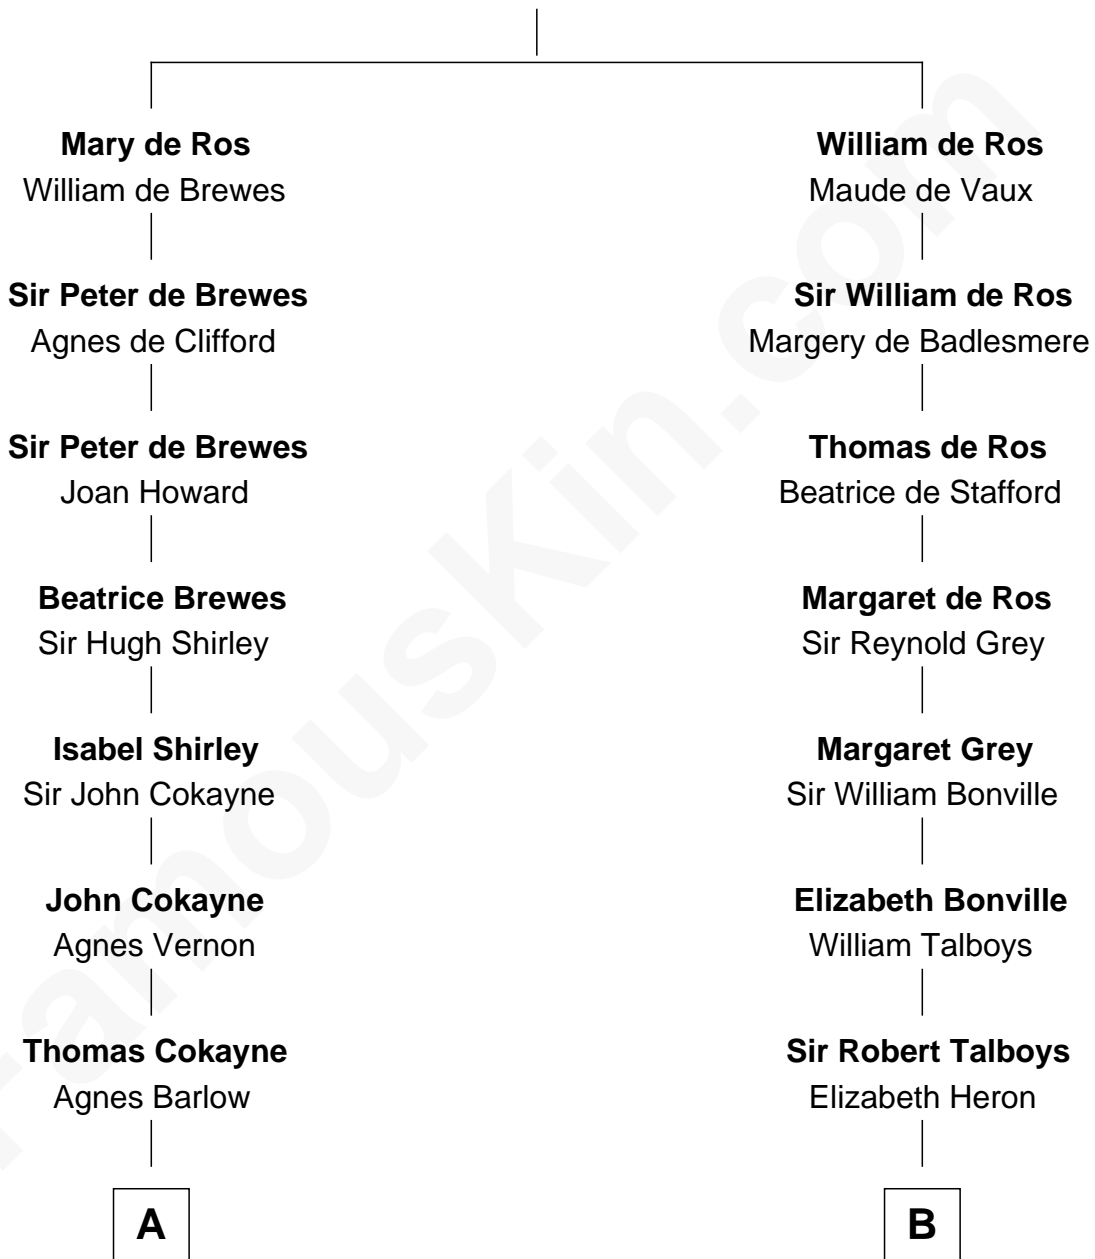 Mary de Ros
William de Brewes
Sir Peter de Brewes
Agnes de Clifford
Sir Peter de Brewes
Joan Howard
Beatrice Brewes
Sir Hugh Shirley
Isabel Shirley
Sir John Cokayne
John Cokayne
Agnes Vernon
Thomas Cokayne
Agnes Barlow
A
William de Ros
Maude de Vaux
Sir William de Ros
Margery de Badlesmere
Thomas de Ros
Beatrice de Stafford
Margaret de Ros
Sir Reynold Grey
Margaret Grey
Sir William Bonville
Elizabeth Bonville
William Talboys
Sir Robert Talboys
Elizabeth Heron
B
FamousKin.com